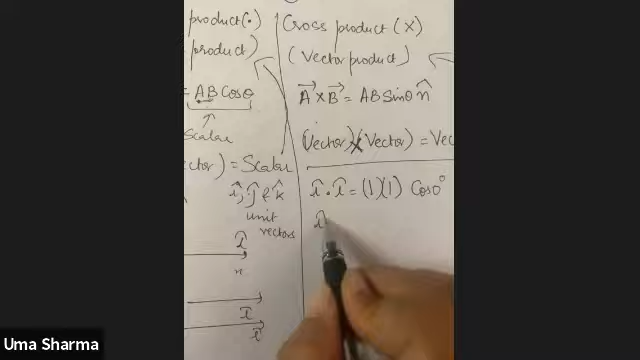 product(·)
product)
= AB Cosθ
Scalar
ector) = Scalar
î, ĵ & k̂
unit
vectors
î
x
î
î
Cross product (×)
(Vector product)
A⃗ × B⃗ = AB Sinθ n̂
(Vector) × (Vector) = Vec
î · î = (1)(1) Cos0°
î
Uma Sharma